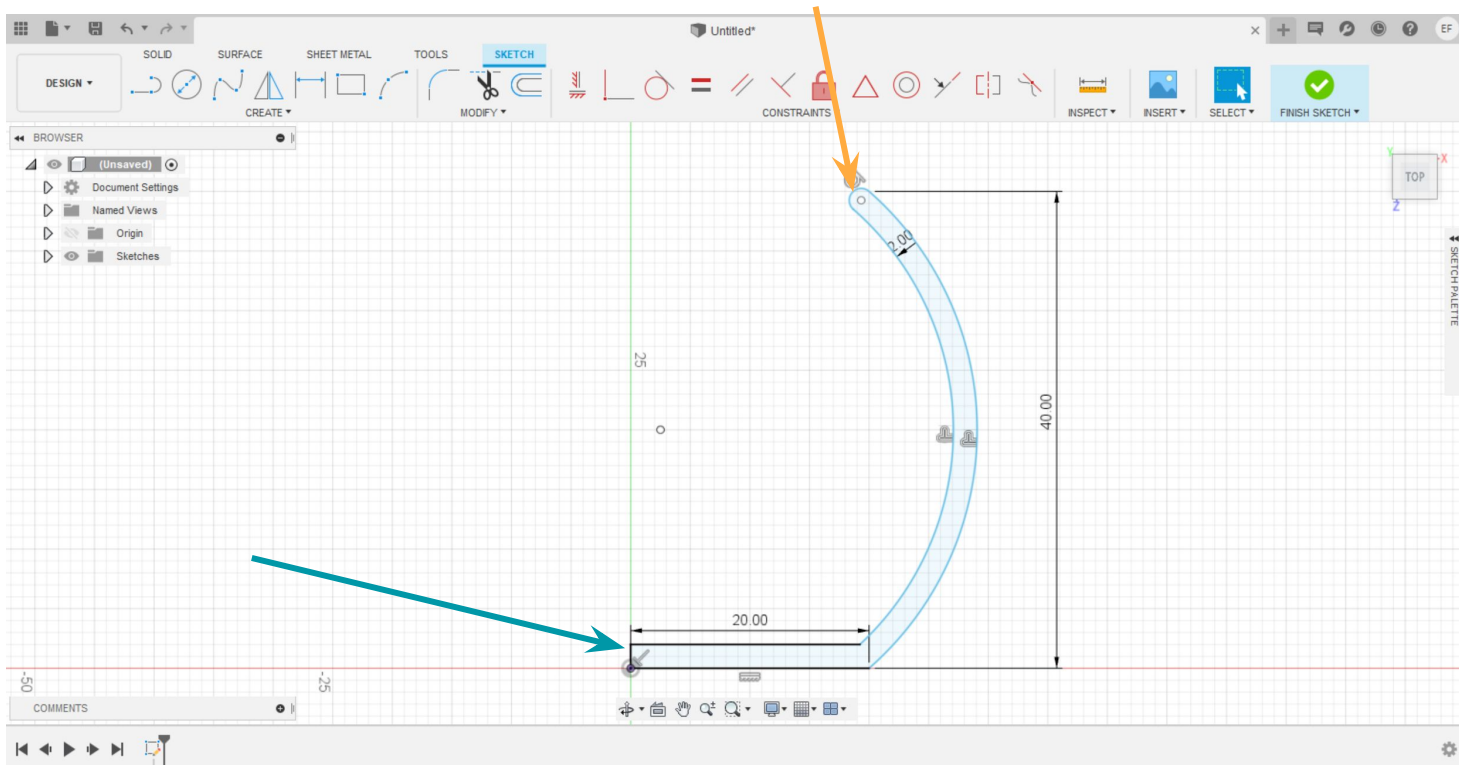 Untitled*
EF
SOLID SURFACE SHEET METAL TOOLS SKETCH
DESIGN
CREATE MODIFY CONSTRAINTS INSPECT INSERT SELECT FINISH SKETCH
BROWSER
(Unsaved)
Document Settings
Named Views
Origin
Sketches
Y
X
TOP
Z
SKETCH PALETTE
2.00
25
40.00
20.00
-50
-25
COMMENTS